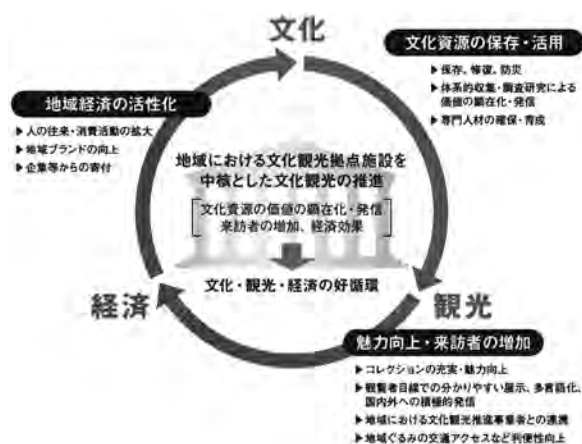 文化
文化資源の保存・活用
▶保存、修復、防災
▶体系的収集・調査研究による
価値の顕在化・発信
▶専門人材の確保・育成
地域経済の活性化
▶人の往来・消費活動の拡大
▶地域ブランドの向上
▶企業等からの寄付
地域における文化観光拠点施設を
中核とした文化観光の推進
文化資源の価値の顕在化・発信
来訪者の増加、経済効果
文化・観光・経済の好循環
経済
観光
魅力向上・来訪者の増加
▶コレクションの充実・魅力向上
▶観覧者目線での分かりやすい展示、多言語化、
国内外への積極的発信
▶地域における文化観光推進事業者との連携
▶地域ぐるみの交通アクセスなど利便性向上